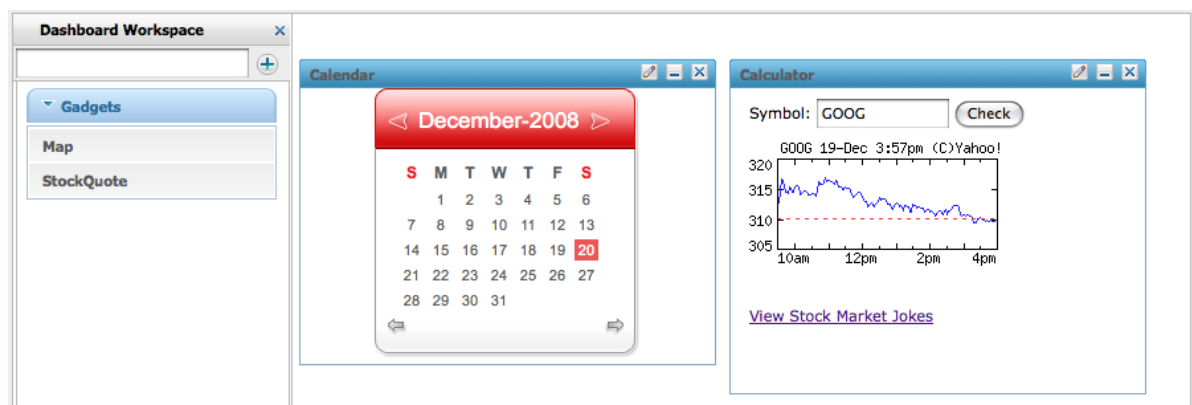 Dashboard Workspace
Gadgets
Map
StockQuote
Calendar
December-2008
S M T W T F S
1 2 3 4 5 6
7 8 9 10 11 12 13
14 15 16 17 18 19 20
21 22 23 24 25 26 27
28 29 30 31
Calculator
Symbol: GOOG Check
GOOG 19-Dec 3:57pm (C)Yahoo!
320
315
310
305
10am 12pm 2pm 4pm
View Stock Market Jokes